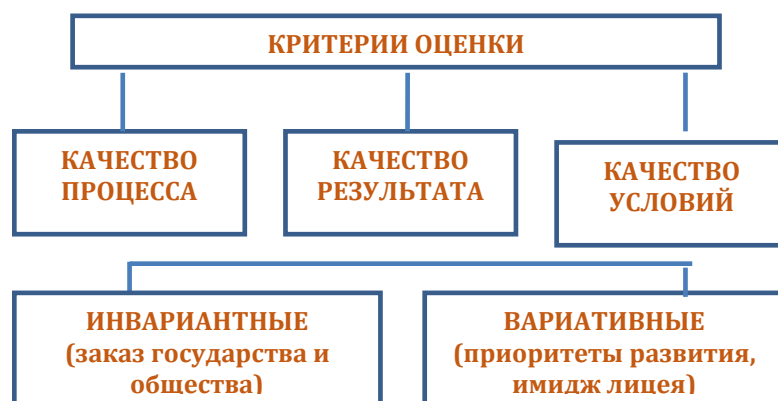 КРИТЕРИИ ОЦЕНКИ
КАЧЕСТВО
ПРОЦЕССА
КАЧЕСТВО
РЕЗУЛЬТАТА
КАЧЕСТВО
УСЛОВИЙ
ИНВАРИАНТНЫЕ
(заказ государства и
общества)
ВАРИАТИВНЫЕ
(приоритеты развития,
имидж лицея)